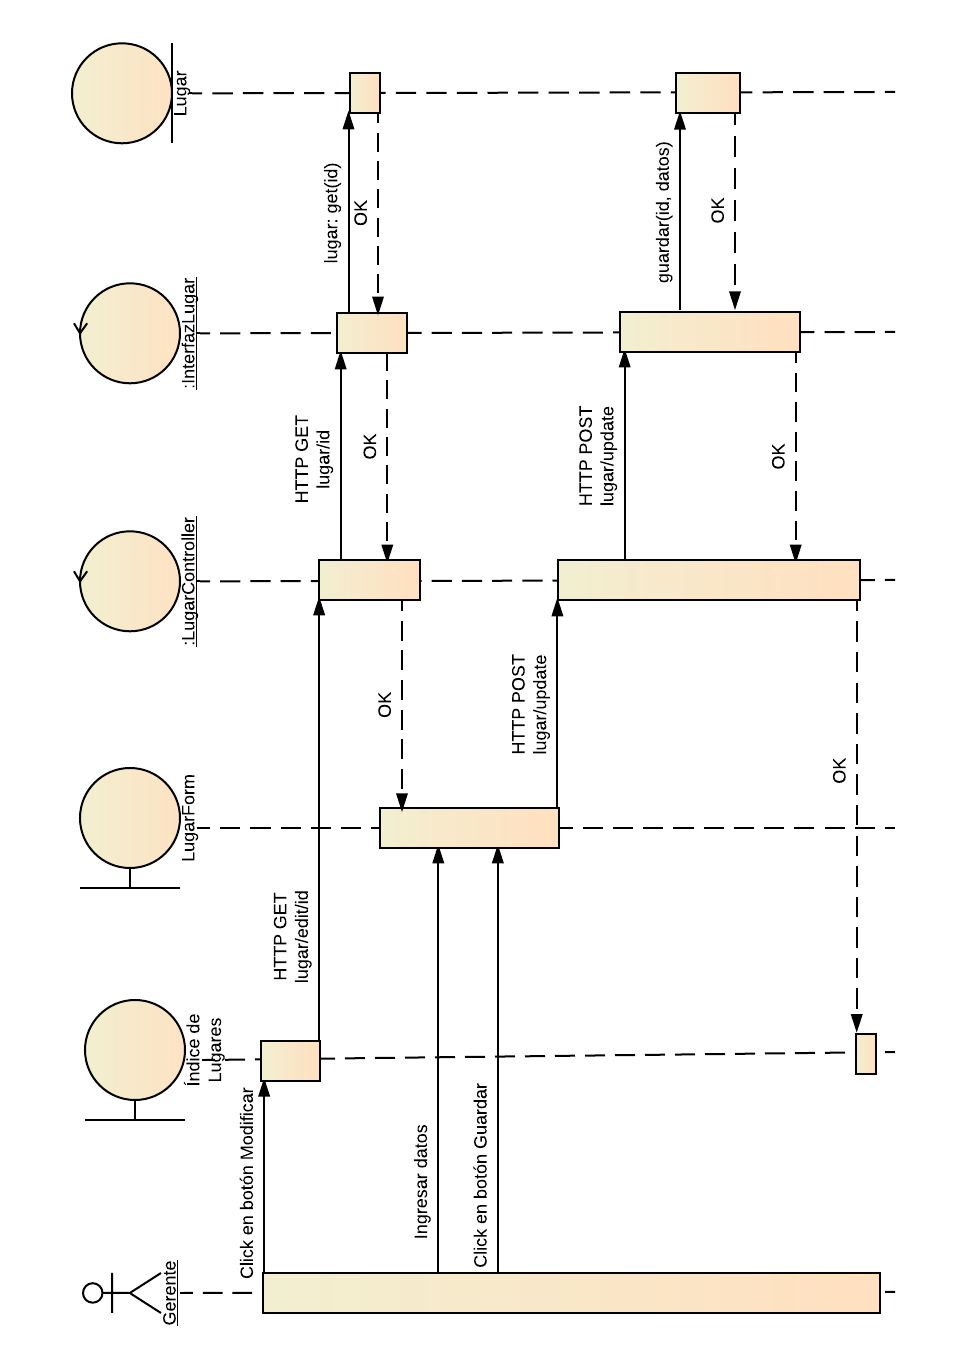 Gerente
Índice de
Lugares
LugarForm
:LugarController
:InterfazLugar
Lugar
Click en botón Modificar
HTTP GET
lugar/edit/id
HTTP GET
lugar/id
lugar: get(id)
OK
OK
OK
Ingresar datos
Click en botón Guardar
HTTP POST
lugar/update
HTTP POST
lugar/update
guardar(id, datos)
OK
OK
OK